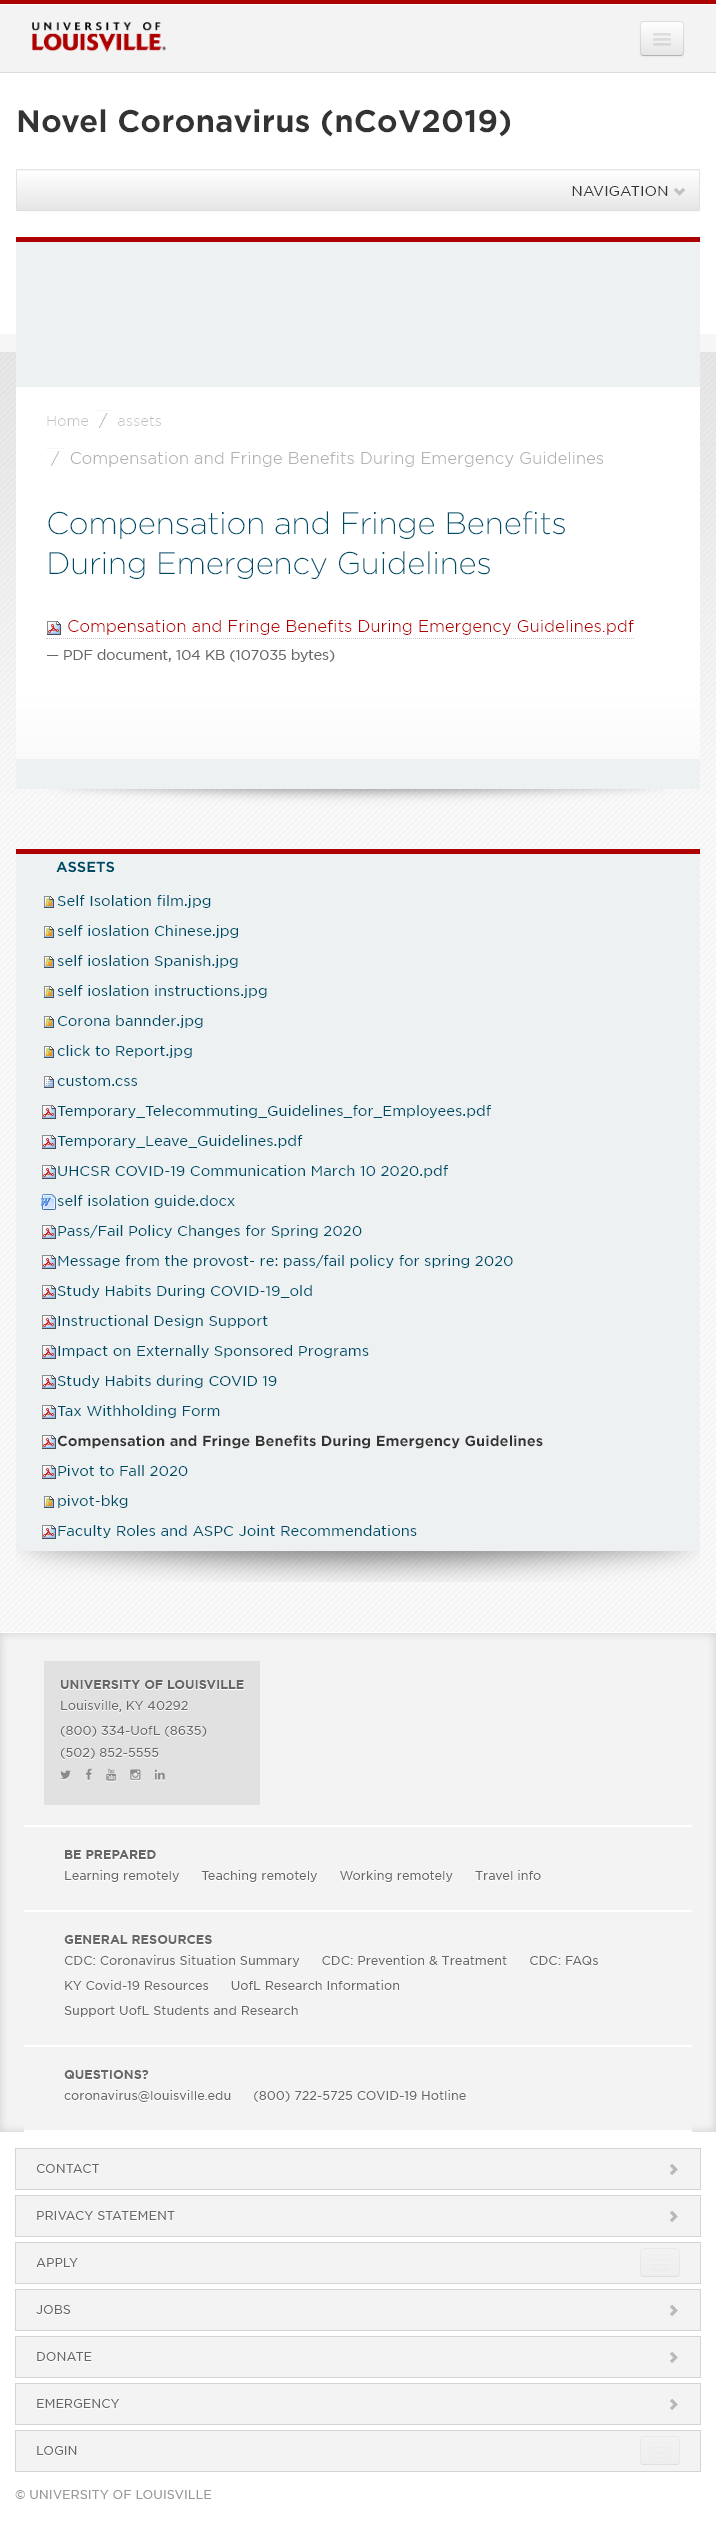 UNIVERSITY OF
LOUISVILLE.
Novel Coronavirus (nCoV2019)
NAVIGATION
Home / assets
/ Compensation and Fringe Benefits During Emergency Guidelines
Compensation and Fringe Benefits
During Emergency Guidelines
Compensation and Fringe Benefits During Emergency Guidelines.pdf
— PDF document, 104 KB (107035 bytes)
ASSETS
Self Isolation film.jpg
self ioslation Chinese.jpg
self ioslation Spanish.jpg
self ioslation instructions.jpg
Corona bannder.jpg
click to Report.jpg
custom.css
Temporary_Telecommuting_Guidelines_for_Employees.pdf
Temporary_Leave_Guidelines.pdf
UHCSR COVID-19 Communication March 10 2020.pdf
self isolation guide.docx
Pass/Fail Policy Changes for Spring 2020
Message from the provost- re: pass/fail policy for spring 2020
Study Habits During COVID-19_old
Instructional Design Support
Impact on Externally Sponsored Programs
Study Habits during COVID 19
Tax Withholding Form
Compensation and Fringe Benefits During Emergency Guidelines
Pivot to Fall 2020
pivot-bkg
Faculty Roles and ASPC Joint Recommendations
UNIVERSITY OF LOUISVILLE
Louisville, KY 40292
(800) 334-UofL (8635)
(502) 852-5555
BE PREPARED
Learning remotely Teaching remotely Working remotely Travel info
GENERAL RESOURCES
CDC: Coronavirus Situation Summary CDC: Prevention & Treatment CDC: FAQs
KY Covid-19 Resources UofL Research Information
Support UofL Students and Research
QUESTIONS?
coronavirus@louisville.edu (800) 722-5725 COVID-19 Hotline
CONTACT
PRIVACY STATEMENT
APPLY
JOBS
DONATE
EMERGENCY
LOGIN
© UNIVERSITY OF LOUISVILLE